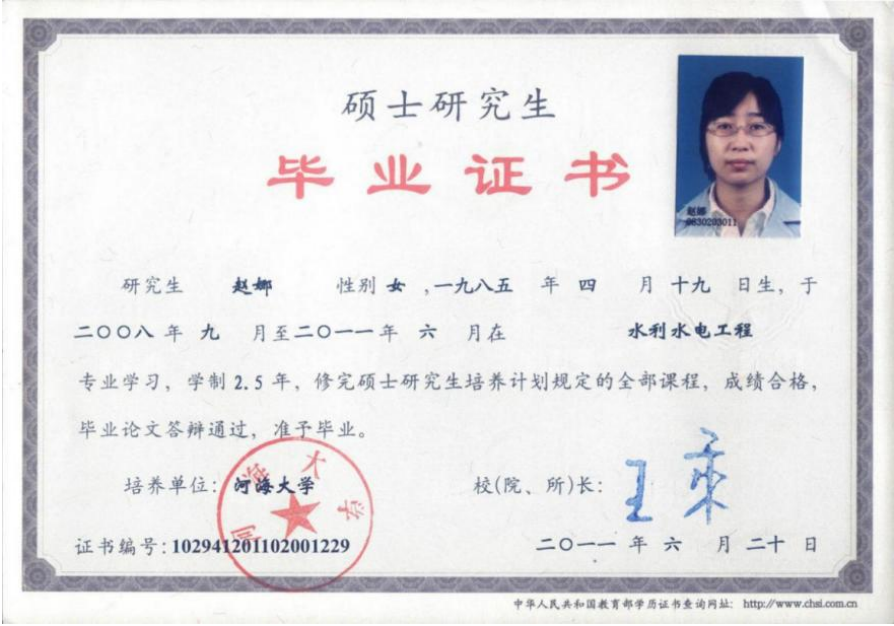 硕士研究生
毕业证书
赵娜
0830203011
研究生 赵娜 性别 女 ,一九八五 年 四 月 十九 日生，于
二〇〇八 年 九 月至二〇一一年 六 月在 水利水电工程
专业学习，学制 2.5 年，修完硕士研究生培养计划规定的全部课程，成绩合格，
毕业论文答辩通过，准予毕业。
培养单位：河海大学 校(院、所)长：王乘
河海大学
证书编号：102941201102001229 二〇一一 年 六 月 二十 日
中华人民共和国教育部学历证书查询网址：http://www.chsi.com.cn